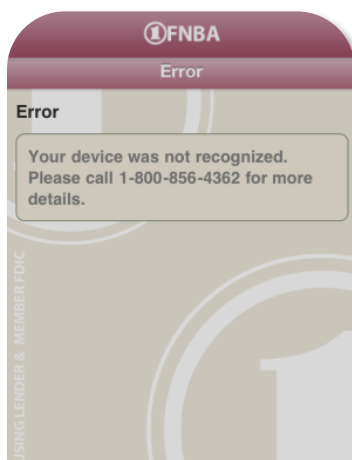 ①FNBA
Error
Error
Your device was not recognized.
Please call 1-800-856-4362 for more
details.
USING LENDER & MEMBER FDIC